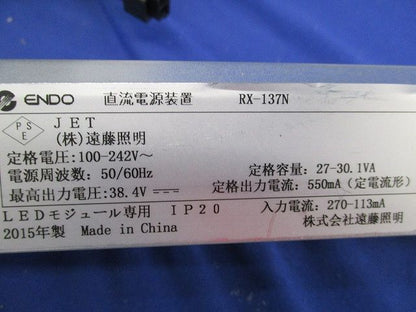 ENDO 直流電源装置 RX-137N
PS
E
JET
(株)遠藤照明
定格電圧:100-242V~
電源周波数:50/60Hz 定格容量:27-30.1VA
最高出力電圧:38.4V⎓ 定格出力電流:550mA(定電流形)
LEDモジュール専用 IP20 入力電流:270-113mA
2015年製 Made in China 株式会社遠藤照明